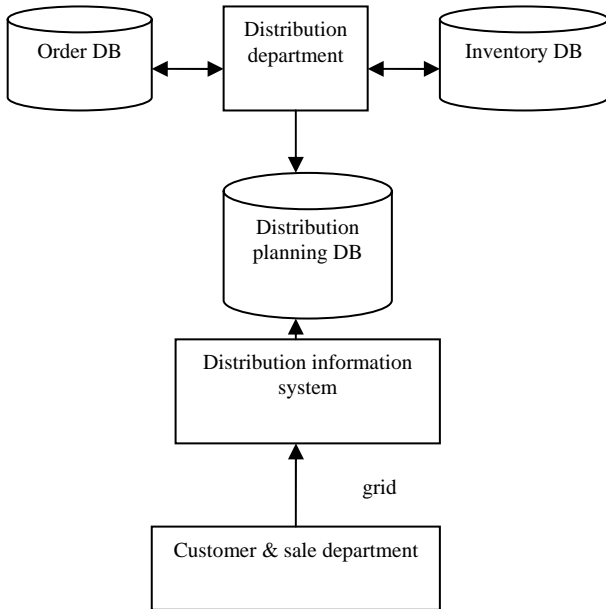 Order DB
Distribution
department
Inventory DB
Distribution
planning DB
Distribution information
system
grid
Customer & sale department